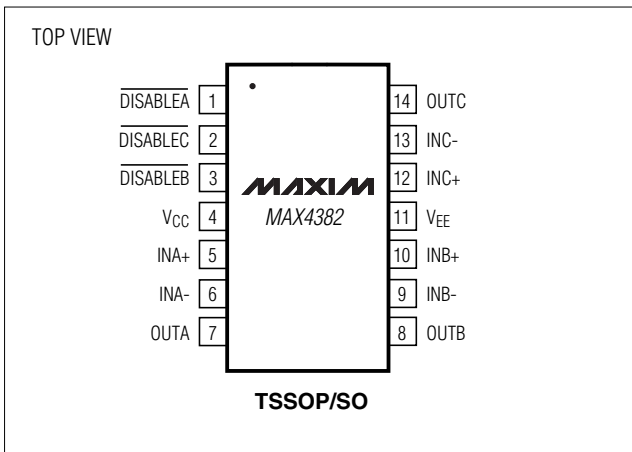 TOP VIEW
DISABLEA 1
DISABLEC 2
DISABLEB 3
VCC 4
INA+ 5
INA- 6
OUTA 7
MAXIM
MAX4382
14 OUTC
13 INC-
12 INC+
11 VEE
10 INB+
9 INB-
8 OUTB
TSSOP/SO